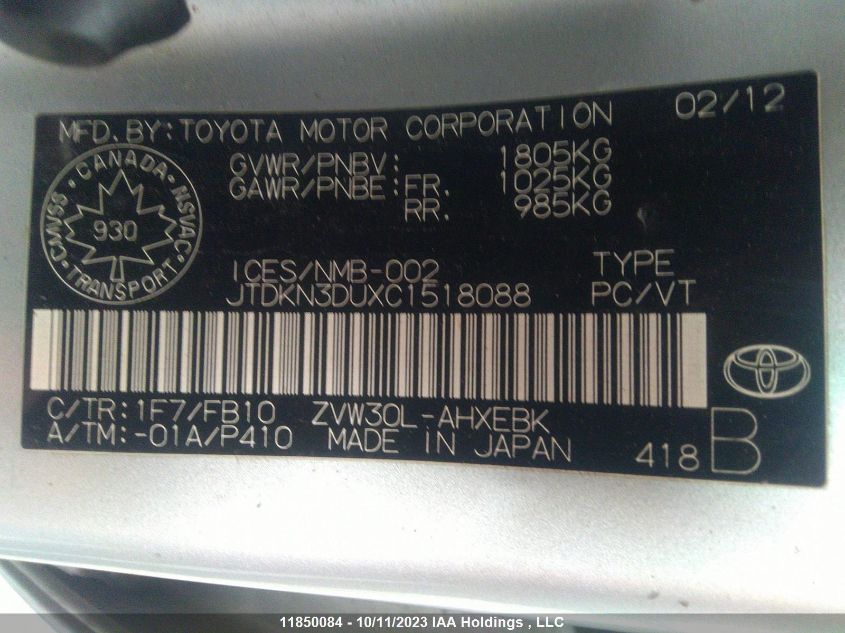 MFD.BY:TOYOTA MOTOR CORPORATION 02/12
GVWR/PNBV: 1805KG
GAWR/PNBE:FR. 1025KG
RR. 985KG
CANADA
CMVSS · NSVAC
930
TRANSPORT
ICES/NMB-002 TYPE
JTDKN3DUXC1518088 PC/VT
C/TR:1F7/FB10 ZVW30L-AHXEBK
A/TM:-01A/P410 MADE IN JAPAN 418 B
11850084 - 10/11/2023 IAA Holdings , LLC